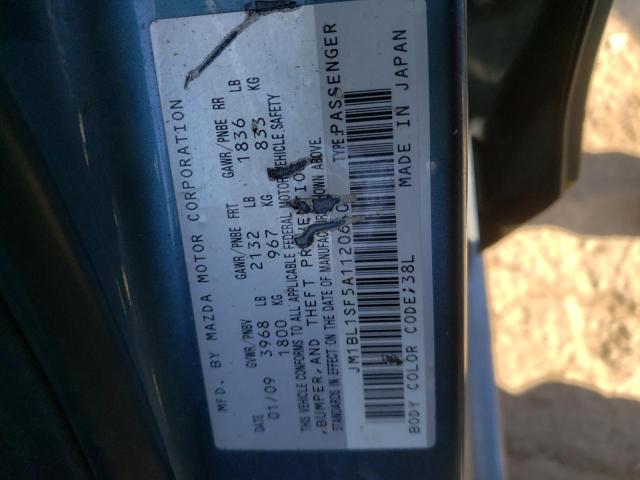 MFD. BY MAZDA MOTOR CORPORATION
DATE GVWR/PNBV GAWR/PNBE FRT GAWR/PNBE RR
01/09 3968 LB 2132 LB 1836 LB
1800 KG 967 KG 833 KG
THIS VEHICLE CONFORMS TO ALL APPLICABLE FEDERAL MOTOR VEHICLE SAFETY
,BUMPER, AND THEFT PREVENTION
STANDARDS IN EFFECT ON THE DATE OF MANUFACTURE SHOWN ABOVE.
JM1BL1SF5A11206 TYPE:PASSENGER
BODY COLOR CODE;38L MADE IN JAPAN